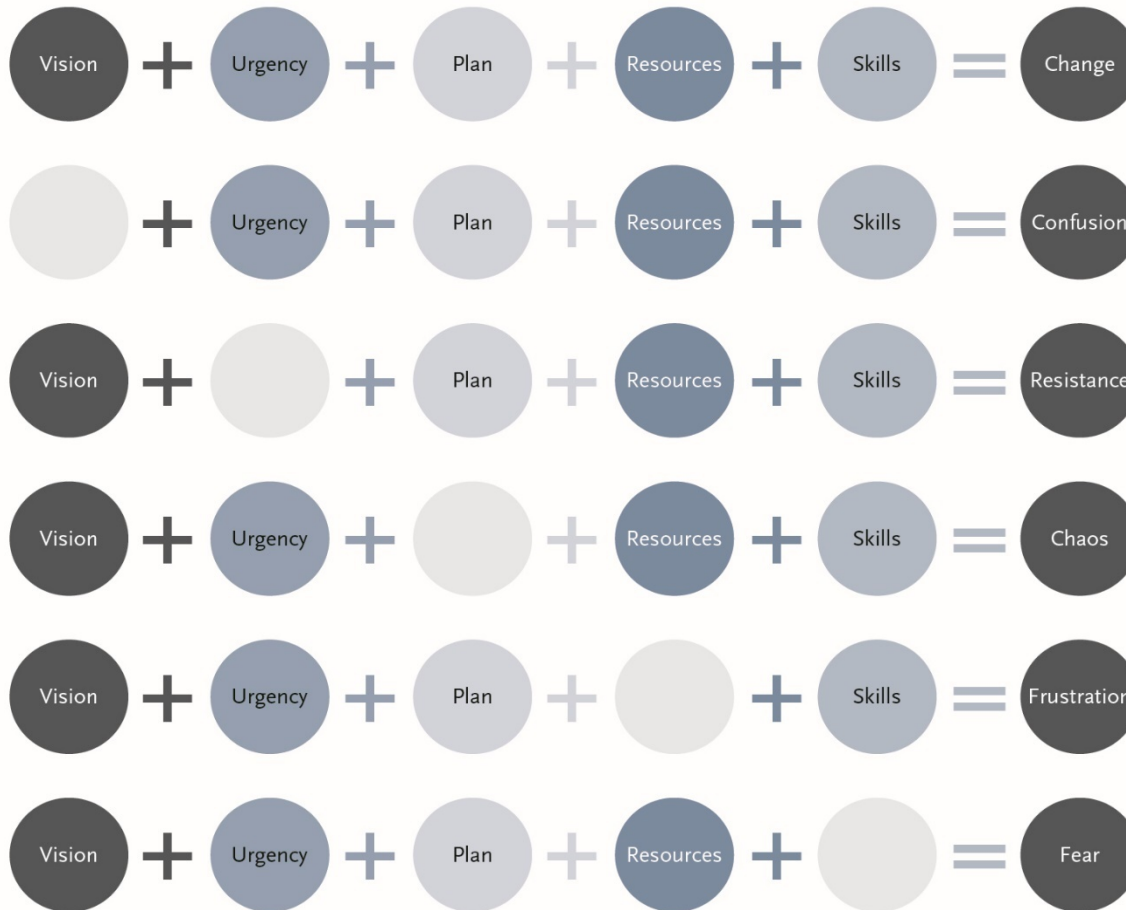 Vision + Urgency + Plan + Resources + Skills = Change
+ Urgency + Plan + Resources + Skills = Confusion
Vision + + Plan + Resources + Skills = Resistance
Vision + Urgency + + Resources + Skills = Chaos
Vision + Urgency + Plan + + Skills = Frustration
Vision + Urgency + Plan + Resources + = Fear